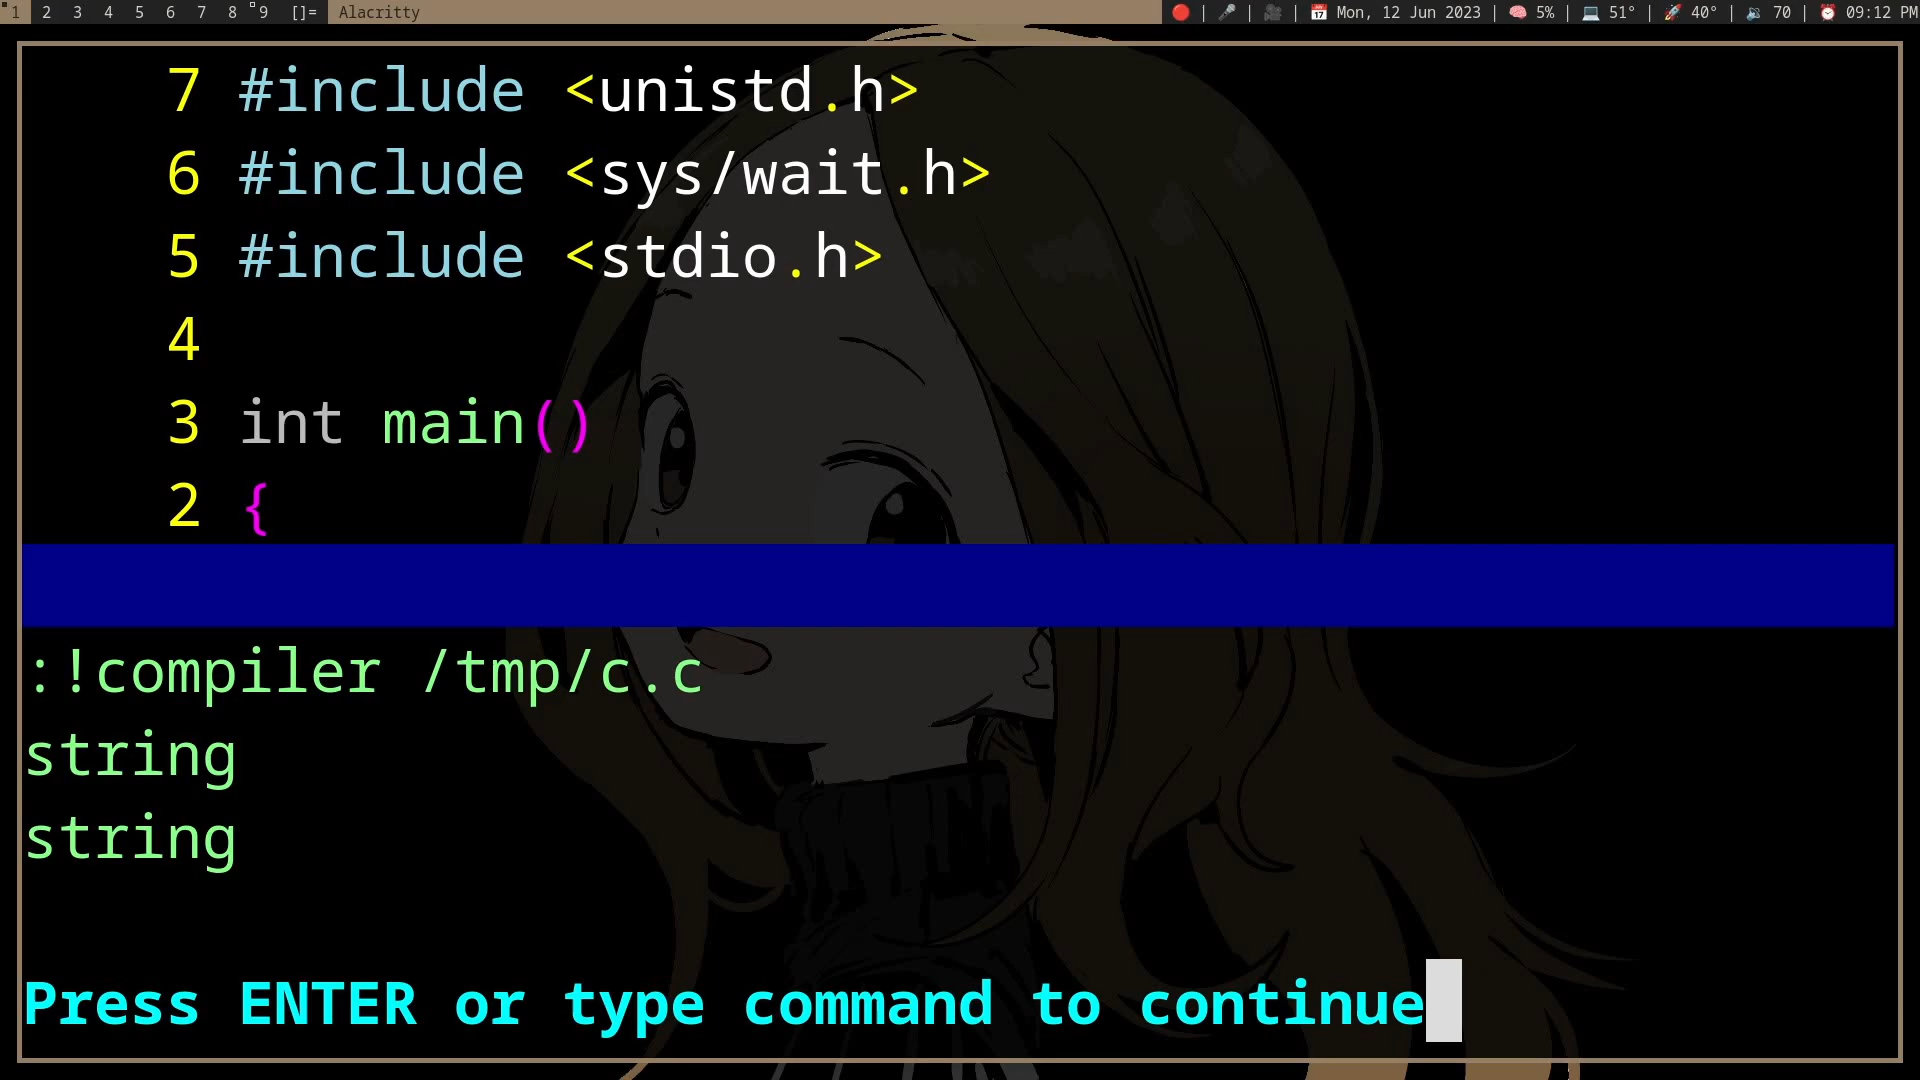 1 2 3 4 5 6 7 8 9 []= Alacritty | | | Mon, 12 Jun 2023 | 5% | 51° | 40° | 70 | 09:12 PM
7 #include <unistd.h>
6 #include <sys/wait.h>
5 #include <stdio.h>
4
3 int main()
2 {
:!compiler /tmp/c.c
string
string
Press ENTER or type command to continue